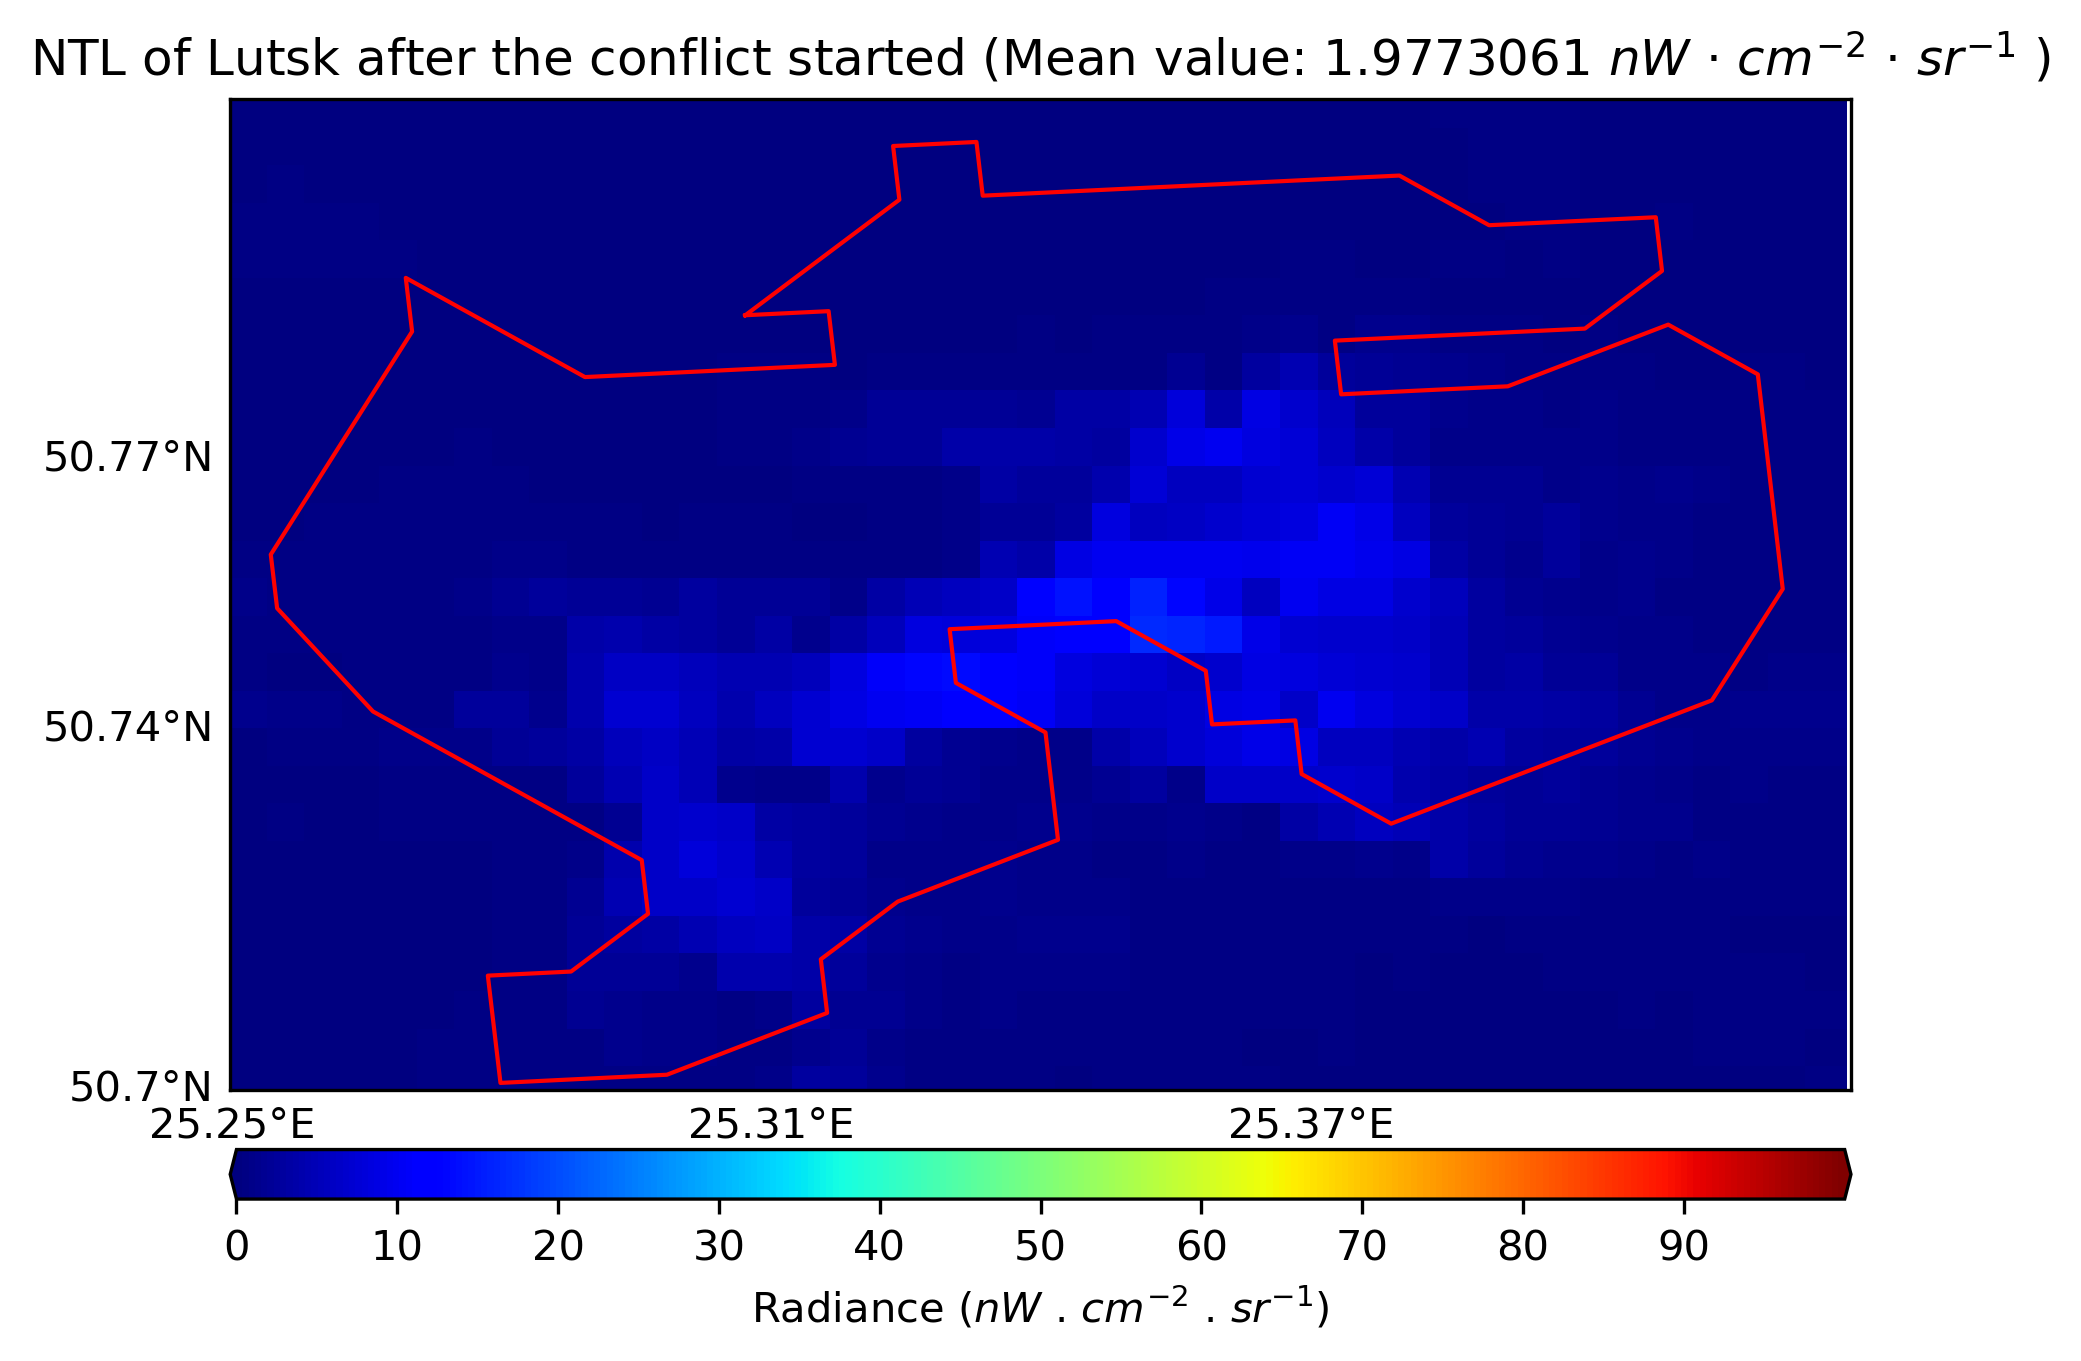 NTL of Lutsk after the conflict started (Mean value: 1.9773061 nW · cm⁻² · sr⁻¹ )
50.77°N
50.74°N
50.7°N
25.25°E 25.31°E 25.37°E
0 10 20 30 40 50 60 70 80 90
Radiance (nW . cm⁻² . sr⁻¹)